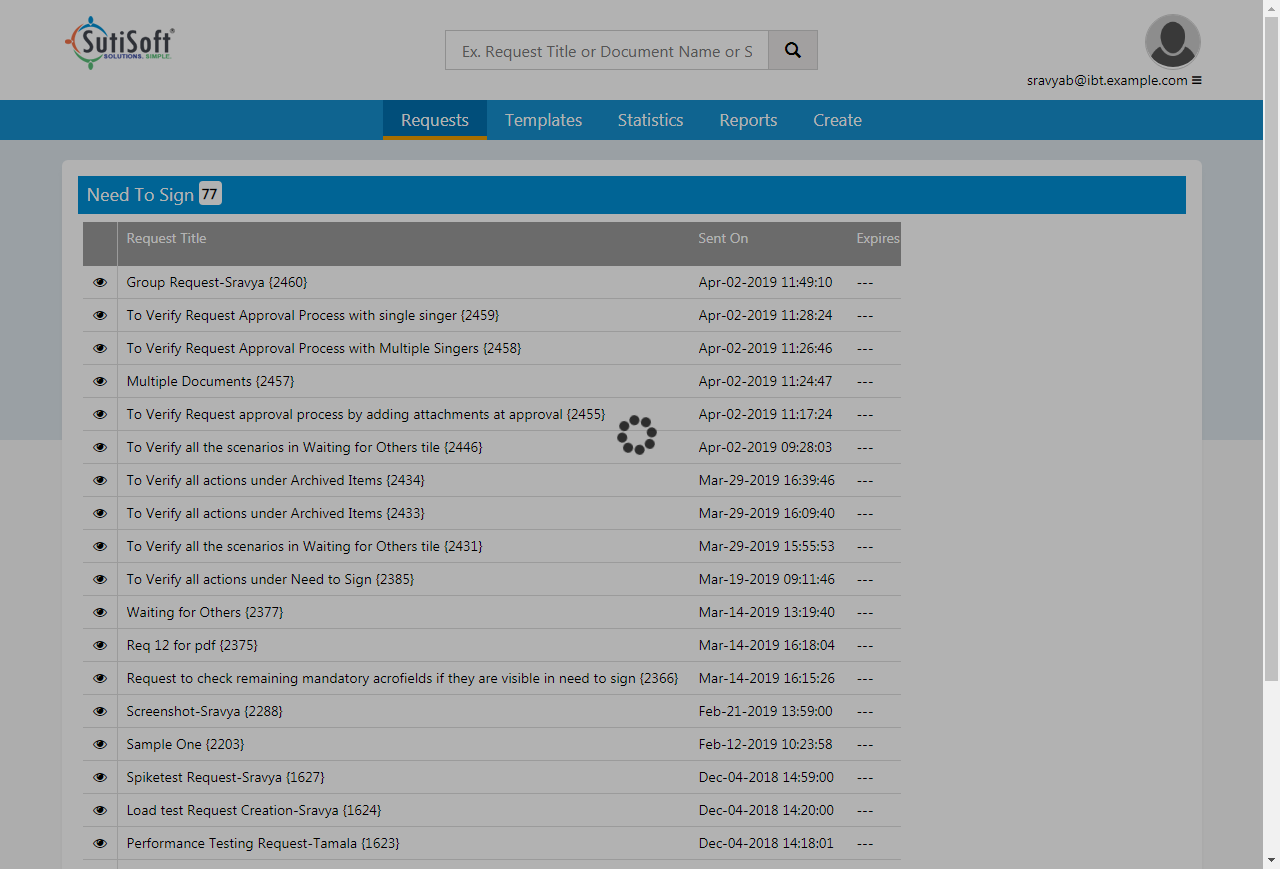 SutiSoft®
SOLUTIONS. SIMPLE.
Ex. Request Title or Document Name or S
sravyab@ibt.example.com
Requests Templates Statistics Reports Create
Need To Sign 77
Request Title Sent On Expires
Group Request-Sravya {2460} Apr-02-2019 11:49:10 ---
To Verify Request Approval Process with single singer {2459} Apr-02-2019 11:28:24 ---
To Verify Request Approval Process with Multiple Singers {2458} Apr-02-2019 11:26:46 ---
Multiple Documents {2457} Apr-02-2019 11:24:47 ---
To Verify Request approval process by adding attachments at approval {2455} Apr-02-2019 11:17:24 ---
To Verify all the scenarios in Waiting for Others tile {2446} Apr-02-2019 09:28:03 ---
To Verify all actions under Archived Items {2434} Mar-29-2019 16:39:46 ---
To Verify all actions under Archived Items {2433} Mar-29-2019 16:09:40 ---
To Verify all the scenarios in Waiting for Others tile {2431} Mar-29-2019 15:55:53 ---
To Verify all actions under Need to Sign {2385} Mar-19-2019 09:11:46 ---
Waiting for Others {2377} Mar-14-2019 13:19:40 ---
Req 12 for pdf {2375} Mar-14-2019 16:18:04 ---
Request to check remaining mandatory acrofields if they are visible in need to sign {2366} Mar-14-2019 16:15:26 ---
Screenshot-Sravya {2288} Feb-21-2019 13:59:00 ---
Sample One {2203} Feb-12-2019 10:23:58 ---
Spiketest Request-Sravya {1627} Dec-04-2018 14:59:00 ---
Load test Request Creation-Sravya {1624} Dec-04-2018 14:20:00 ---
Performance Testing Request-Tamala {1623} Dec-04-2018 14:18:01 ---